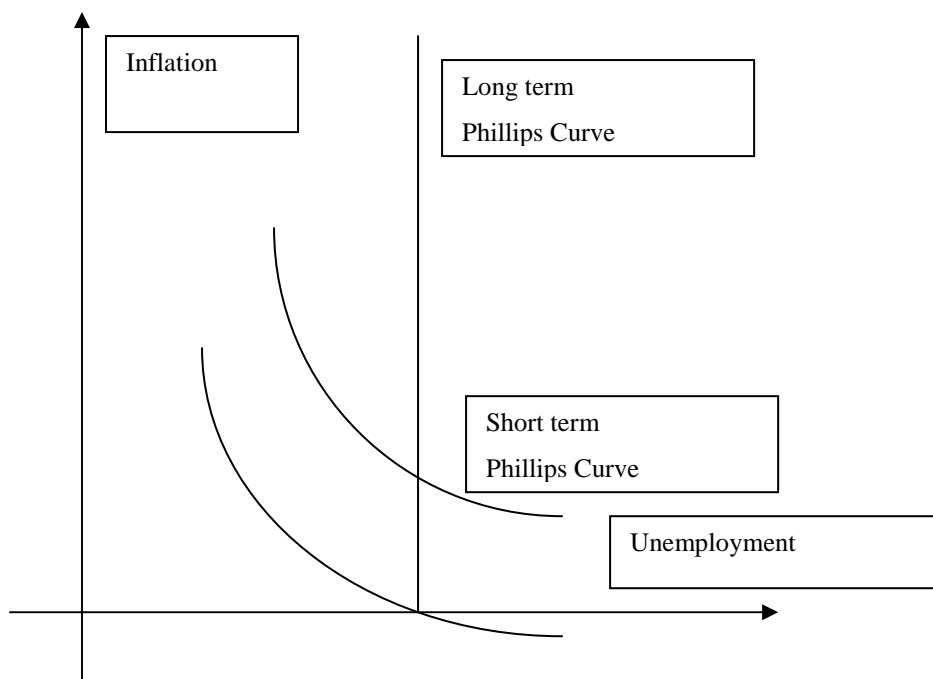 Inflation
Long term
Phillips Curve
Short term
Phillips Curve
Unemployment